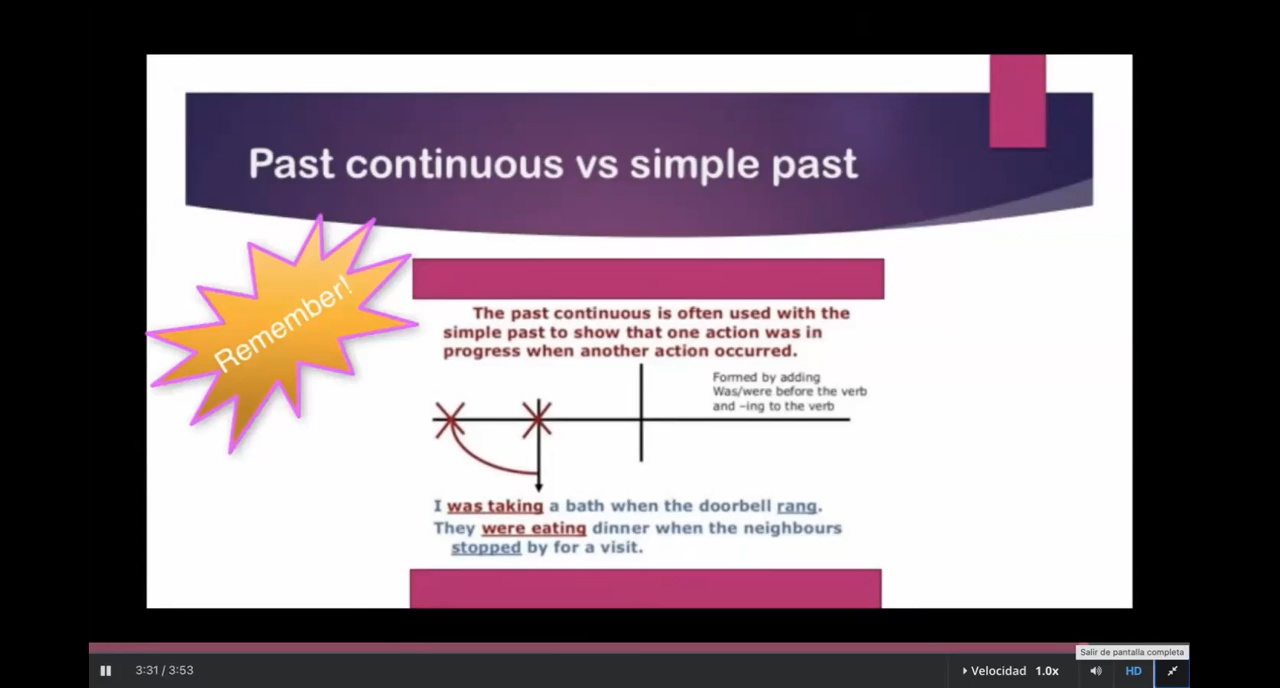 Past continuous vs simple past
Remember!
The past continuous is often used with the
simple past to show that one action was in
progress when another action occurred.
Formed by adding
Was/were before the verb
and –ing to the verb
I was taking a bath when the doorbell rang.
They were eating dinner when the neighbours
stopped by for a visit.
Salir de pantalla completa
3:31 / 3:53
Velocidad 1.0x
HD